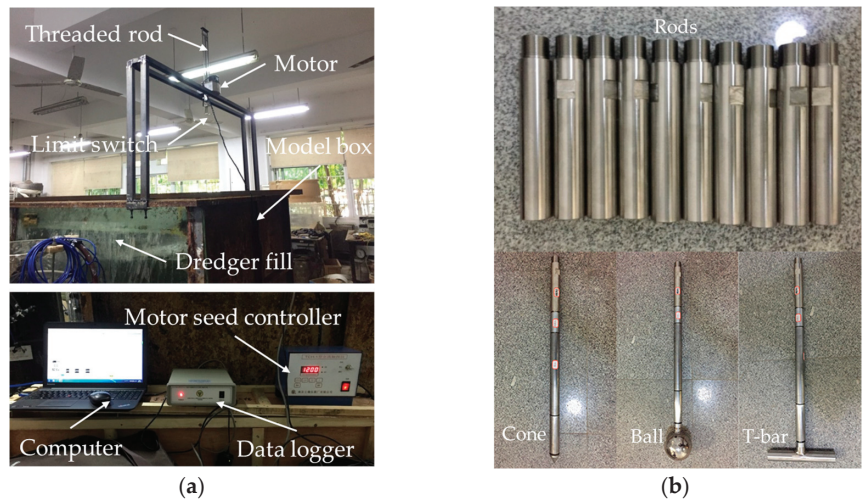 Threaded rod
Motor
Limit switch
Model box
Dredger fill
Motor seed controller
1200
Computer
Data logger
(a)
Rods
Cone
Ball
T-bar
(b)